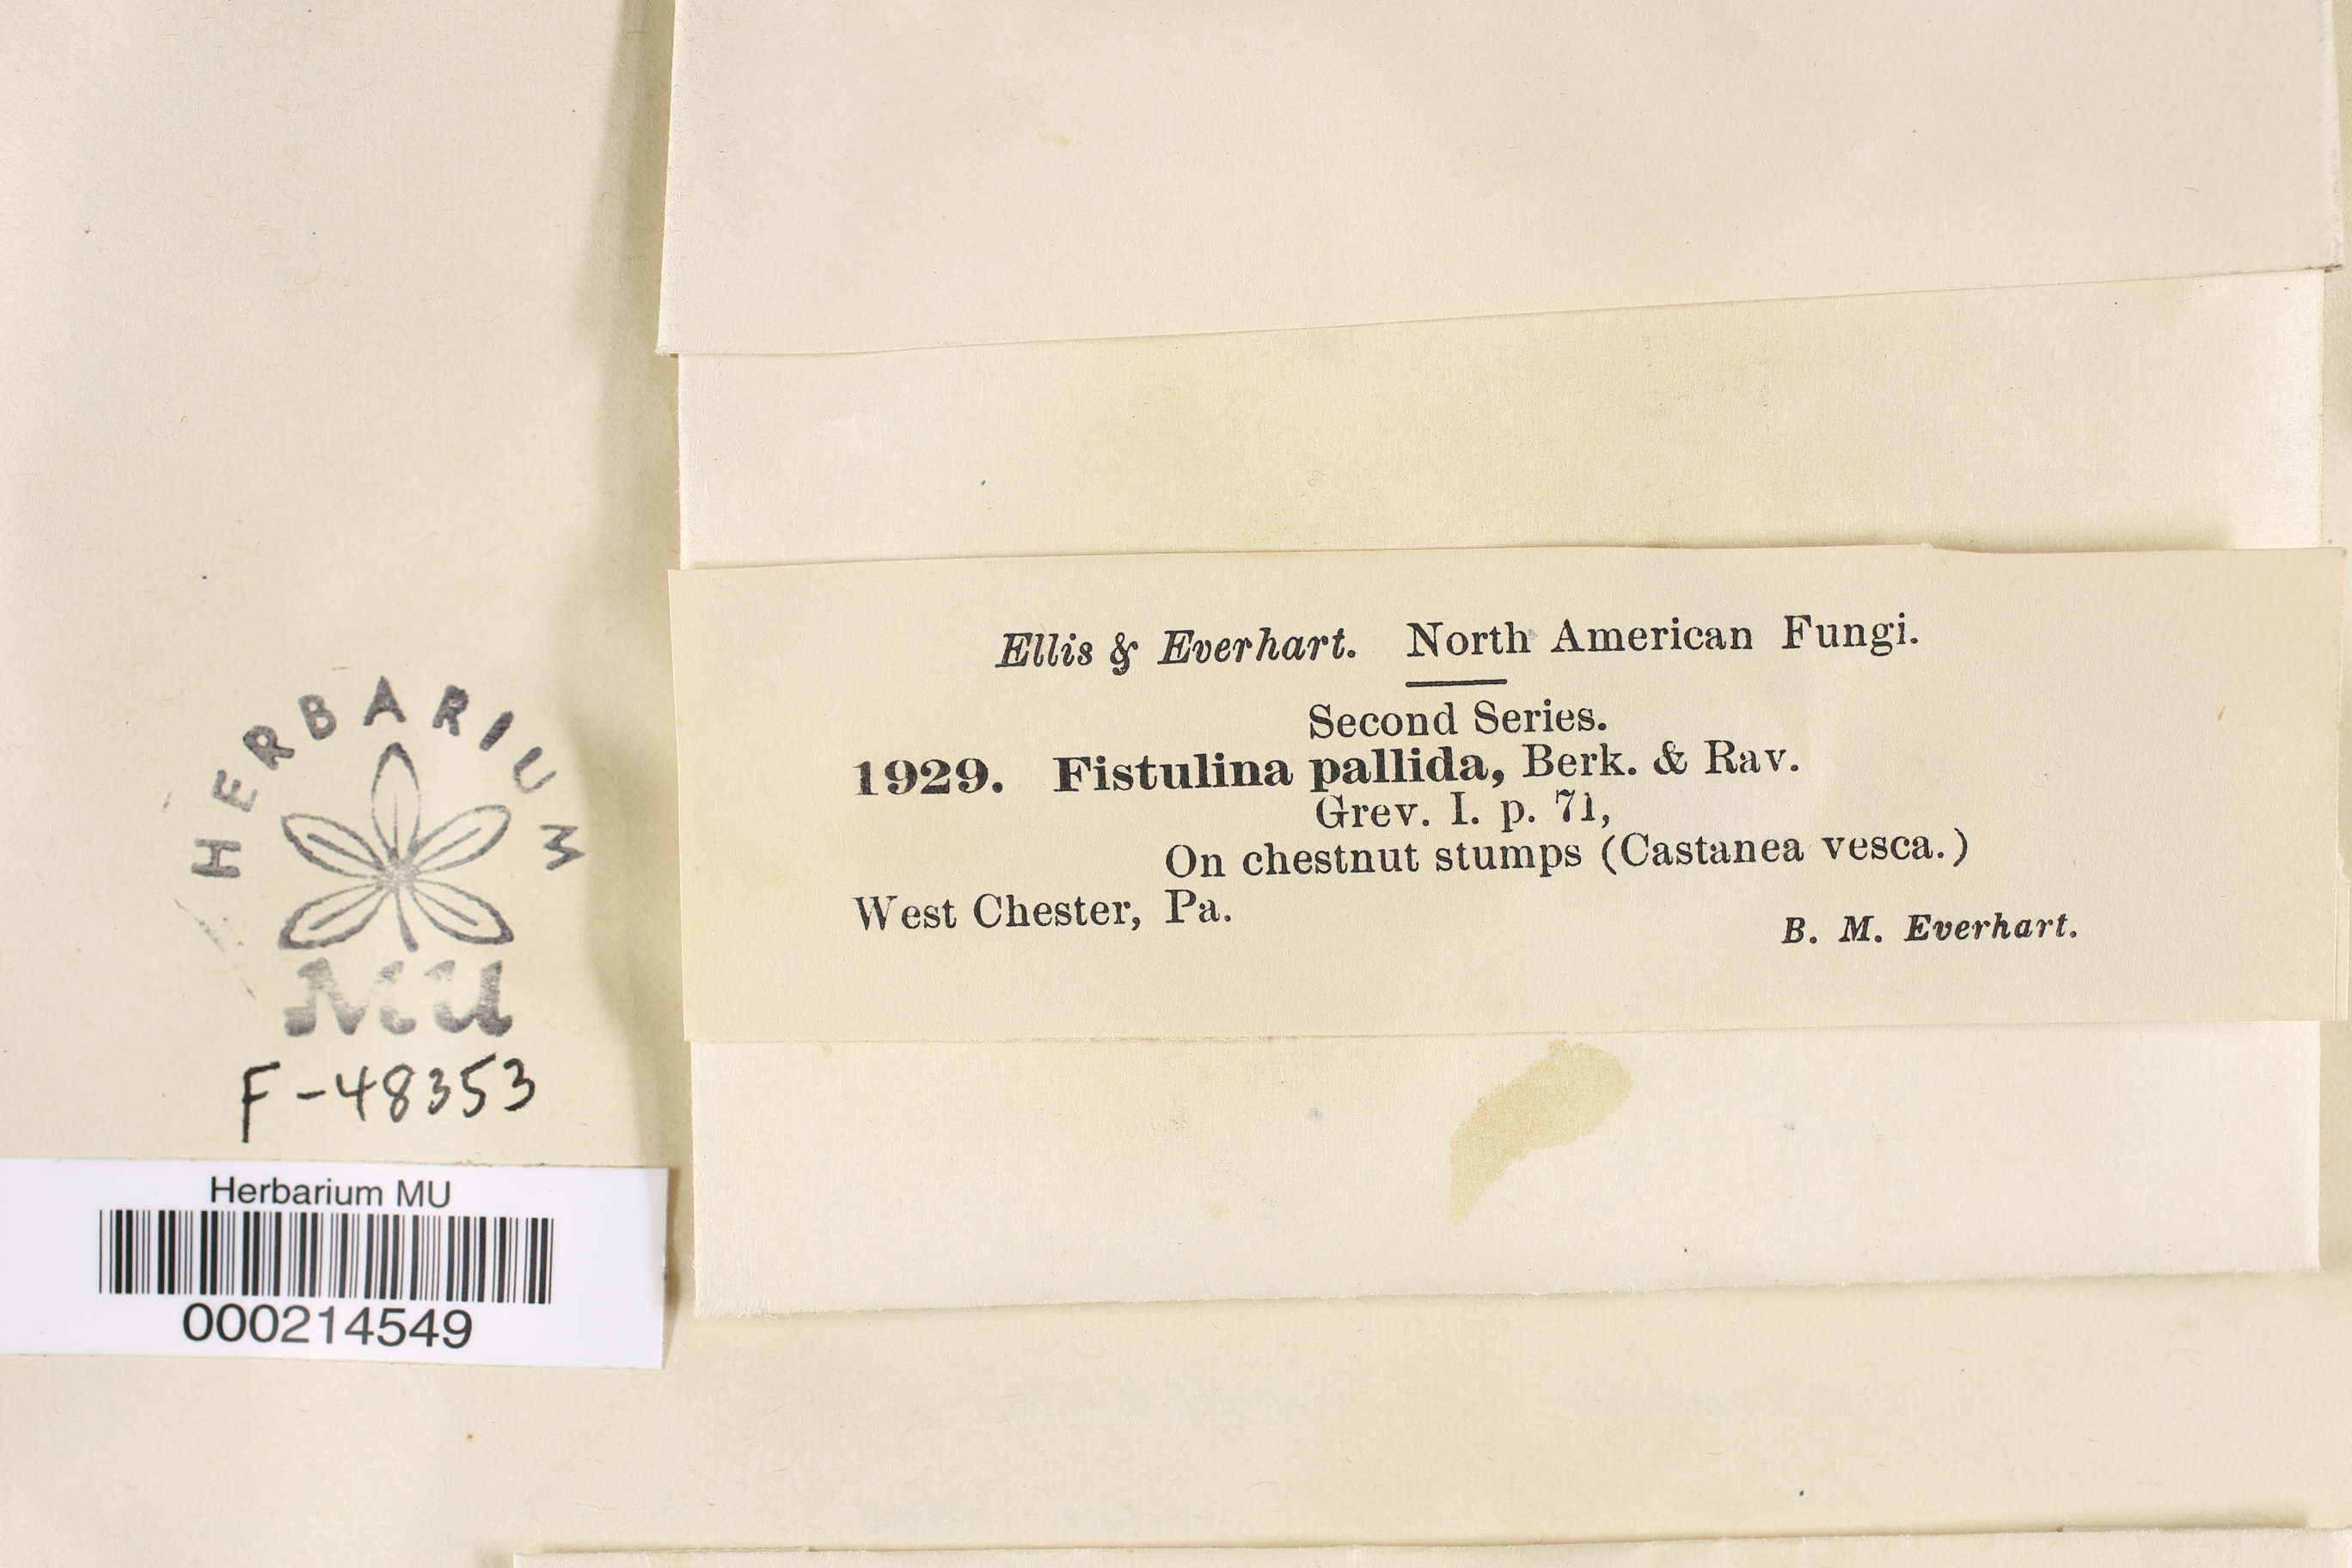 Ellis & Everhart. North American Fungi.
Second Series.
1929. Fistulina pallida, Berk. & Rav.
Grev. I. p. 71,
On chestnut stumps (Castanea vesca.)
West Chester, Pa.
B. M. Everhart.
HERBARIUM
MU
F-48353
Herbarium MU
000214549